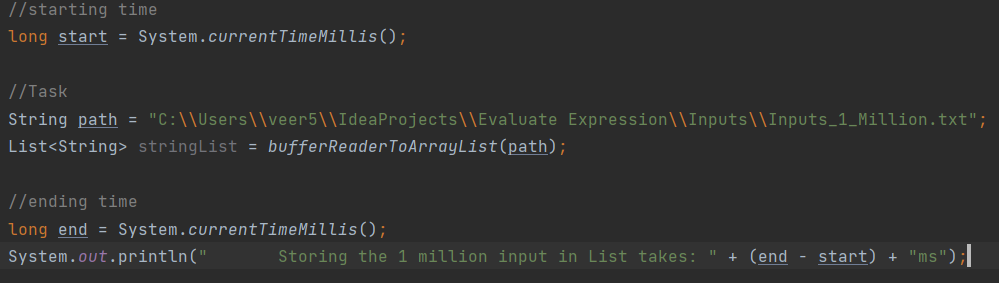 //starting time
long start = System.currentTimeMillis();
//Task
String path = "C:\\Users\\veer5\\IdeaProjects\\Evaluate Expression\\Inputs\\Inputs_1_Million.txt";
List<String> stringList = bufferReaderToArrayList(path);
//ending time
long end = System.currentTimeMillis();
System.out.println("       Storing the 1 million input in List takes: " + (end - start) + "ms");